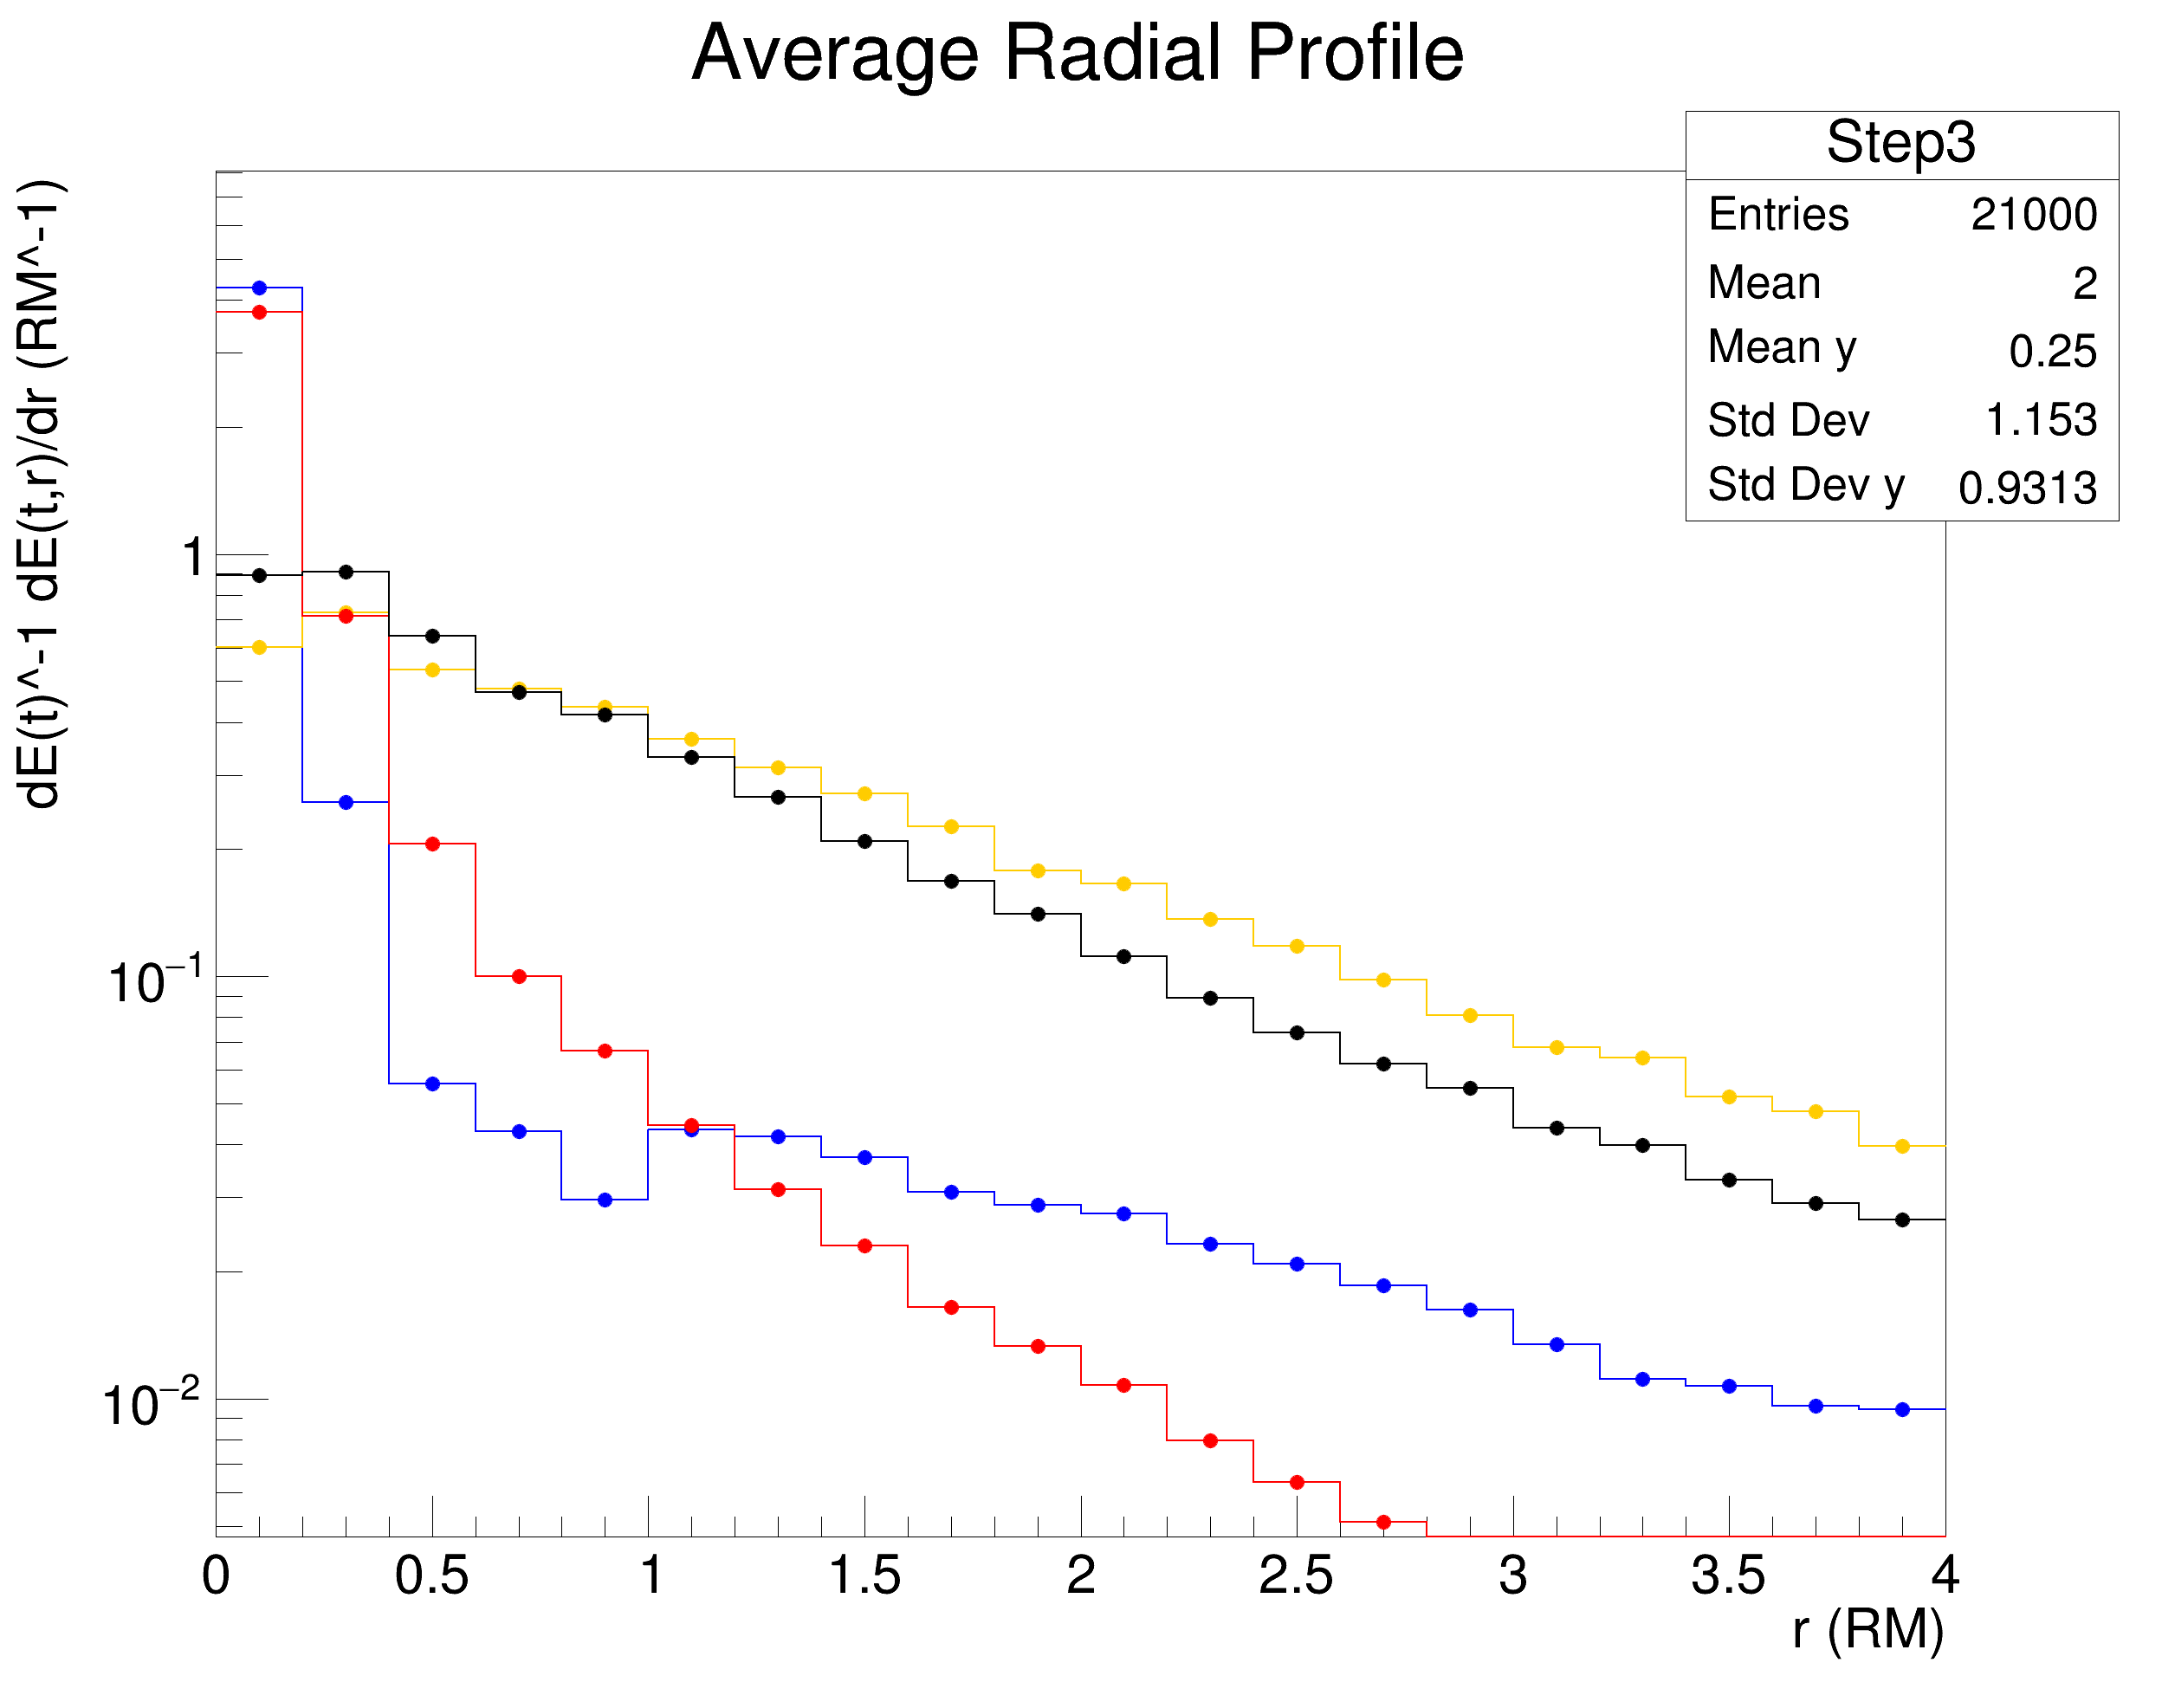 Average Radial Profile
Step3
Entries 21000
Mean 2
Mean y 0.25
Std Dev 1.153
Std Dev y 0.9313
dE(t)^-1 dE(t,r)/dr (RM^-1)
1
10−1
10−2
0 0.5 1 1.5 2 2.5 3 3.5 4
r (RM)